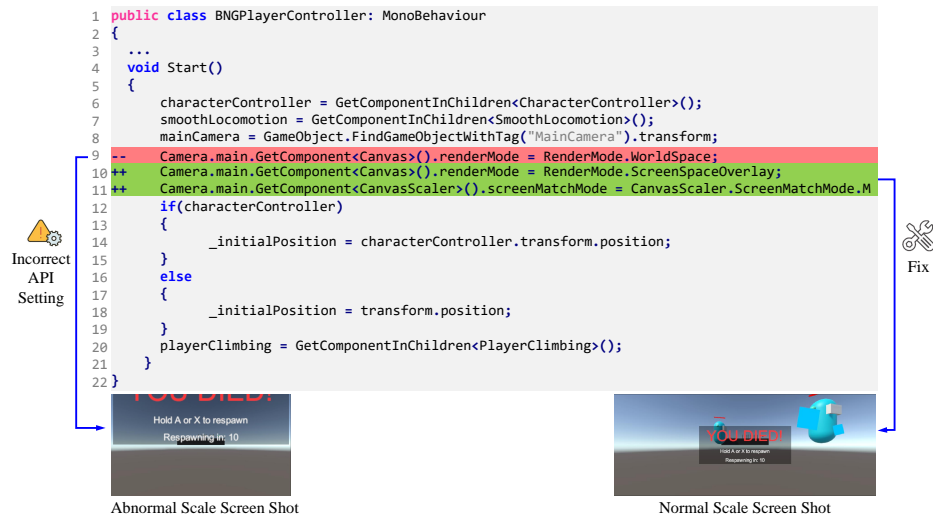 1 public class BNGPlayerController: MonoBehaviour
2 {
3 ...
4 void Start()
5 {
6 characterController = GetComponentInChildren<CharacterController>();
7 smoothLocomotion = GetComponentInChildren<SmoothLocomotion>();
8 mainCamera = GameObject.FindGameObjectWithTag("MainCamera").transform;
9 -- Camera.main.GetComponent<Canvas>().renderMode = RenderMode.WorldSpace;
10 ++ Camera.main.GetComponent<Canvas>().renderMode = RenderMode.ScreenSpaceOverlay;
11 ++ Camera.main.GetComponent<CanvasScaler>().screenMatchMode = CanvasScaler.ScreenMatchMode.M
12 if(characterController)
13 {
14 _initialPosition = characterController.transform.position;
15 }
16 else
17 {
18 _initialPosition = transform.position;
19 }
20 playerClimbing = GetComponentInChildren<PlayerClimbing>();
21 }
22 }
Incorrect
API
Setting
Fix
YOU DIED!
Hold A or X to respawn
Respawning in: 10
Abnormal Scale Screen Shot
YOU DIED!
Hold A or X to respawn
Respawning in: 10
Normal Scale Screen Shot